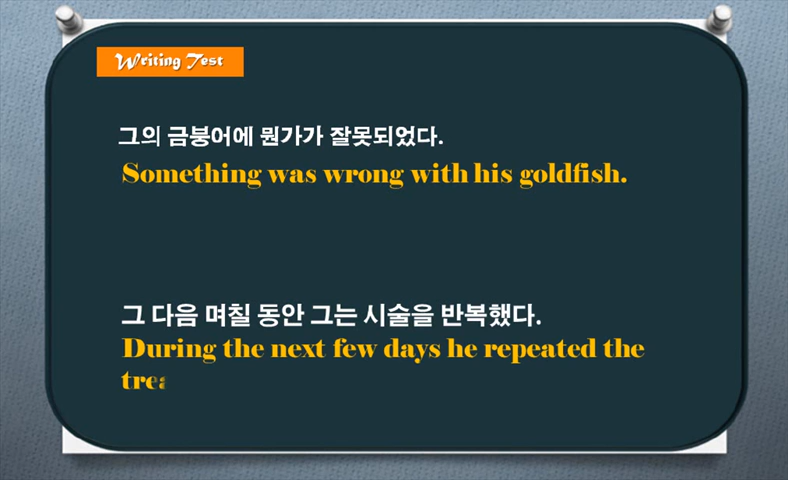 Writing Test
그의 금붕어에 뭔가가 잘못되었다.
Something was wrong with his goldfish.
그 다음 며칠 동안 그는 시술을 반복했다.
During the next few days he repeated the
trea